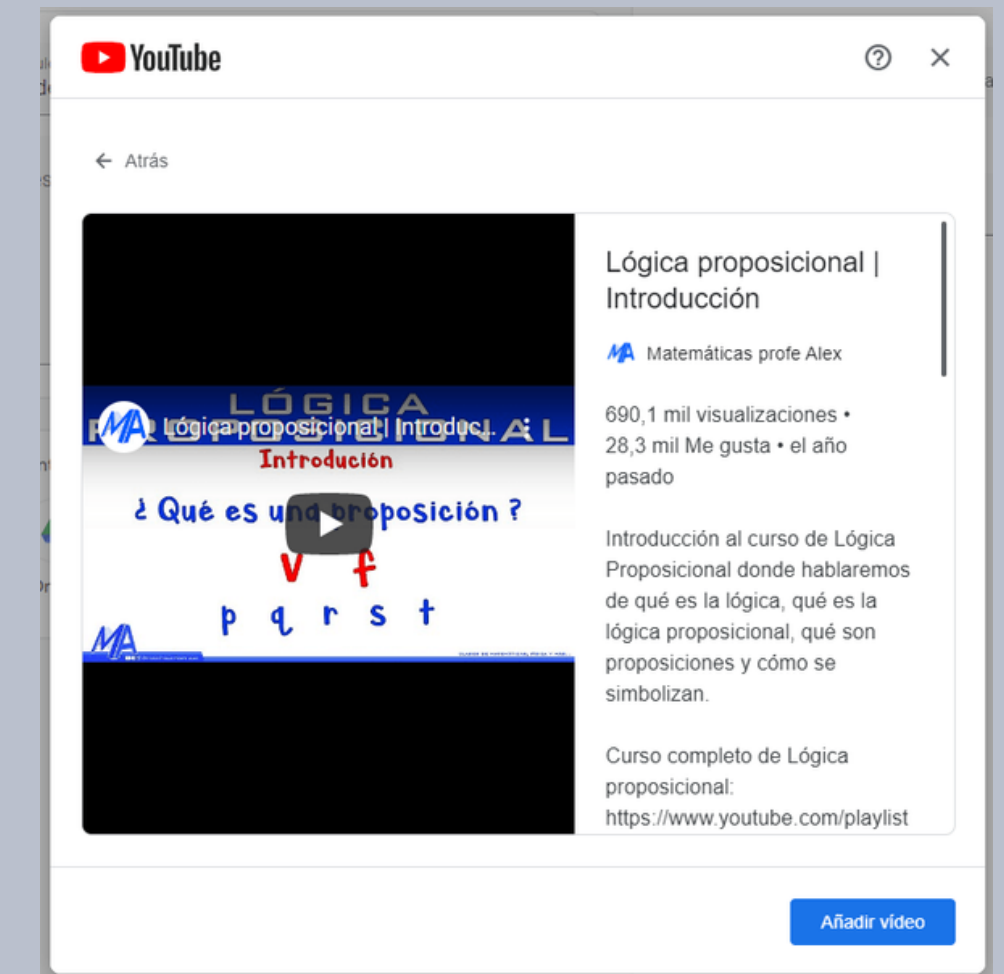 YouTube
Atrás
LÓGICA
PROPOSICIONAL
Lógica proposicional | Introduc...
Introdución
¿Qué es una proposición?
v f
p q r s t
MA
Lógica proposicional |
Introducción
MA Matemáticas profe Alex
690,1 mil visualizaciones •
28,3 mil Me gusta • el año
pasado
Introducción al curso de Lógica
Proposicional donde hablaremos
de qué es la lógica, qué es la
lógica proposicional, qué son
proposiciones y cómo se
simbolizan.
Curso completo de Lógica
proposicional:
https://www.youtube.com/playlist
Añadir vídeo